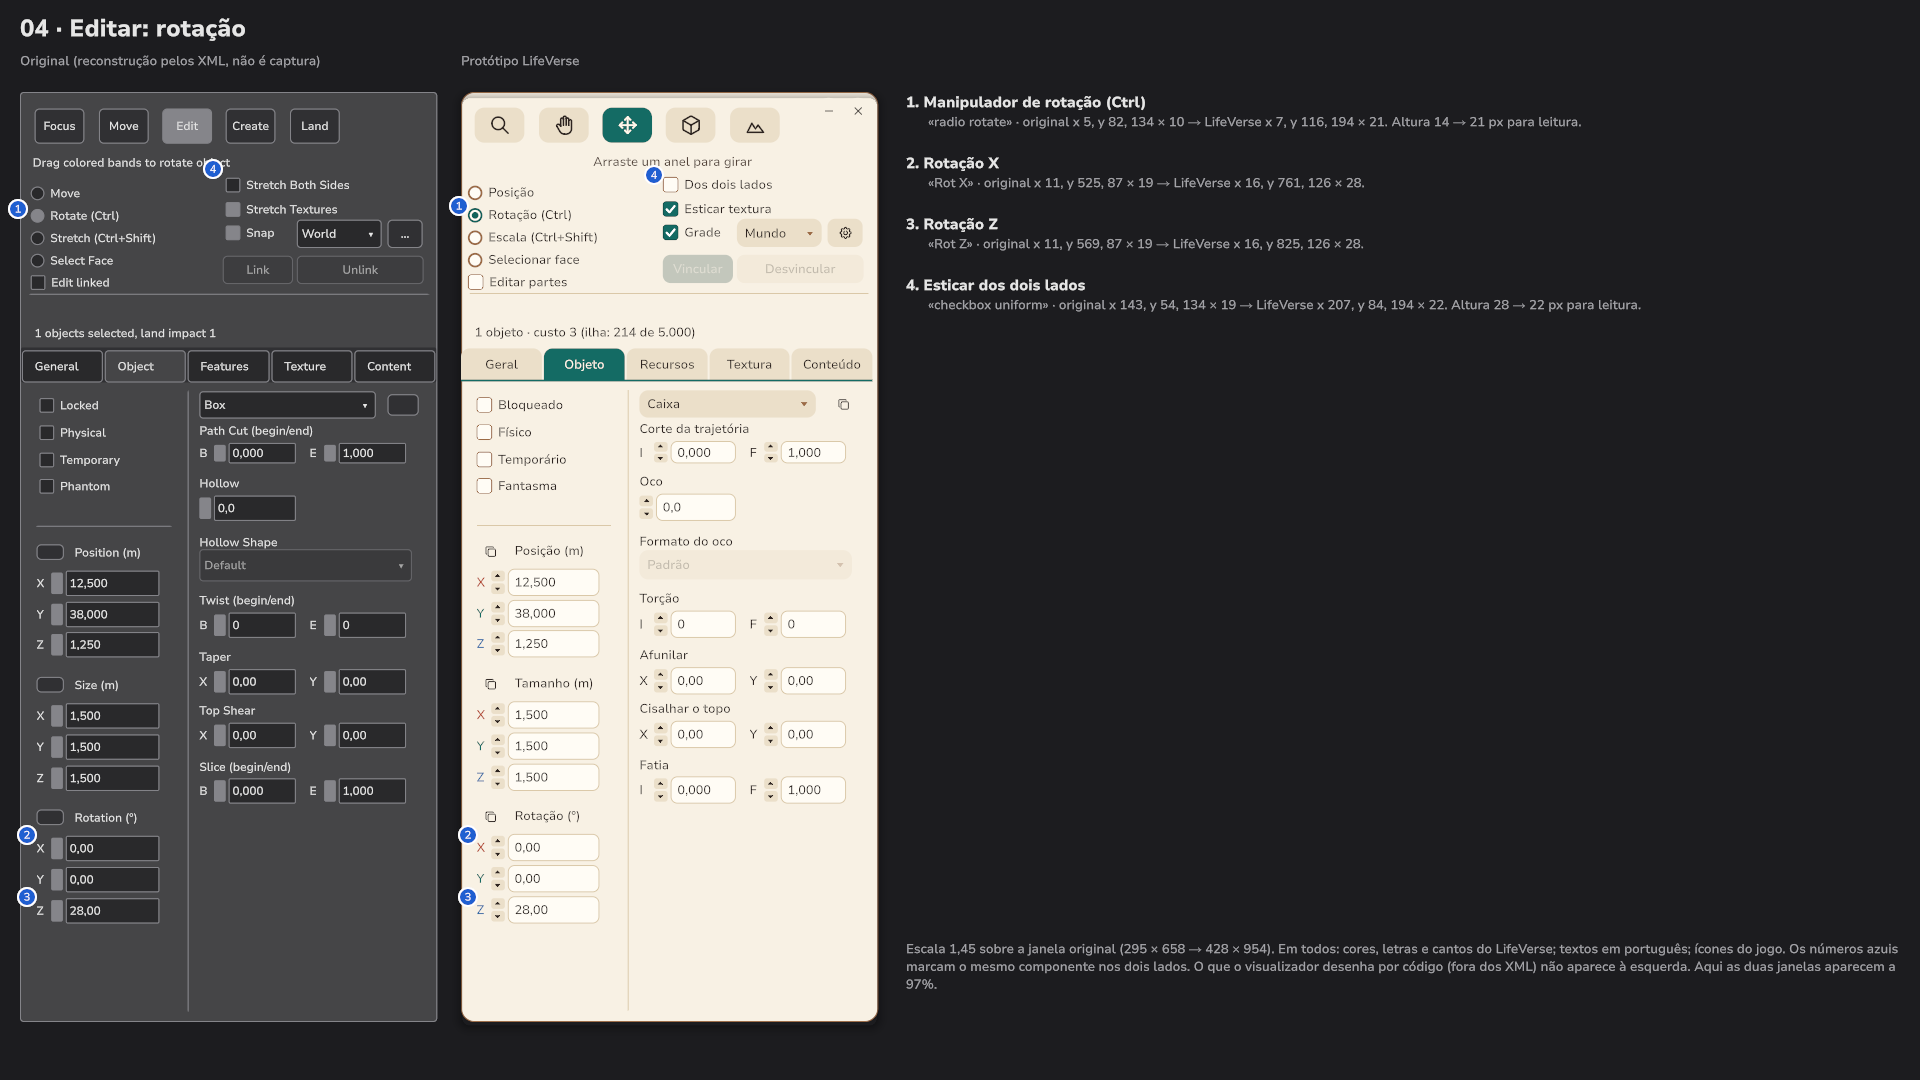 04 · Editar: rotação
Original (reconstrução pelos XML, não é captura)
Protótipo LifeVerse
Focus
Move
Edit
Create
Land
Drag colored bands to rotate object
4
Stretch Both Sides
Move
1
Rotate (Ctrl)
Stretch Textures
Snap
World
...
Stretch (Ctrl+Shift)
Select Face
Link
Unlink
Edit linked
1 objects selected, land impact 1
General
Object
Features
Texture
Content
Locked
Physical
Temporary
Phantom
Box
Path Cut (begin/end)
B
0,000
E
1,000
Hollow
0,0
Hollow Shape
Default
Position (m)
X
12,500
Y
38,000
Z
1,250
Twist (begin/end)
B
0
E
0
Taper
X
0,00
Y
0,00
Size (m)
X
1,500
Y
1,500
Z
1,500
Top Shear
X
0,00
Y
0,00
Slice (begin/end)
B
0,000
E
1,000
Rotation (°)
2
X
0,00
Y
0,00
3
Z
28,00
Arraste um anel para girar
4
Dos dois lados
Posição
1
Rotação (Ctrl)
Esticar textura
Grade
Mundo
Escala (Ctrl+Shift)
Selecionar face
Vincular
Desvincular
Editar partes
1 objeto · custo 3 (ilha: 214 de 5.000)
Geral
Objeto
Recursos
Textura
Conteúdo
Bloqueado
Físico
Temporário
Fantasma
Caixa
Corte da trajetória
I
0,000
F
1,000
Oco
0,0
Formato do oco
Padrão
Posição (m)
X
12,500
Y
38,000
Z
1,250
Torção
I
0
F
0
Afunilar
X
0,00
Y
0,00
Tamanho (m)
X
1,500
Y
1,500
Z
1,500
Cisalhar o topo
X
0,00
Y
0,00
Fatia
I
0,000
F
1,000
Rotação (°)
2
X
0,00
Y
0,00
3
Z
28,00
1. Manipulador de rotação (Ctrl)
«radio rotate» · original x 5, y 82, 134 × 10 → LifeVerse x 7, y 116, 194 × 21. Altura 14 → 21 px para leitura.
2. Rotação X
«Rot X» · original x 11, y 525, 87 × 19 → LifeVerse x 16, y 761, 126 × 28.
3. Rotação Z
«Rot Z» · original x 11, y 569, 87 × 19 → LifeVerse x 16, y 825, 126 × 28.
4. Esticar dos dois lados
«checkbox uniform» · original x 143, y 54, 134 × 19 → LifeVerse x 207, y 84, 194 × 22. Altura 28 → 22 px para leitura.
Escala 1,45 sobre a janela original (295 × 658 → 428 × 954). Em todos: cores, letras e cantos do LifeVerse; textos em português; ícones do jogo. Os números azuis
marcam o mesmo componente nos dois lados. O que o visualizador desenha por código (fora dos XML) não aparece à esquerda. Aqui as duas janelas aparecem a
97%.